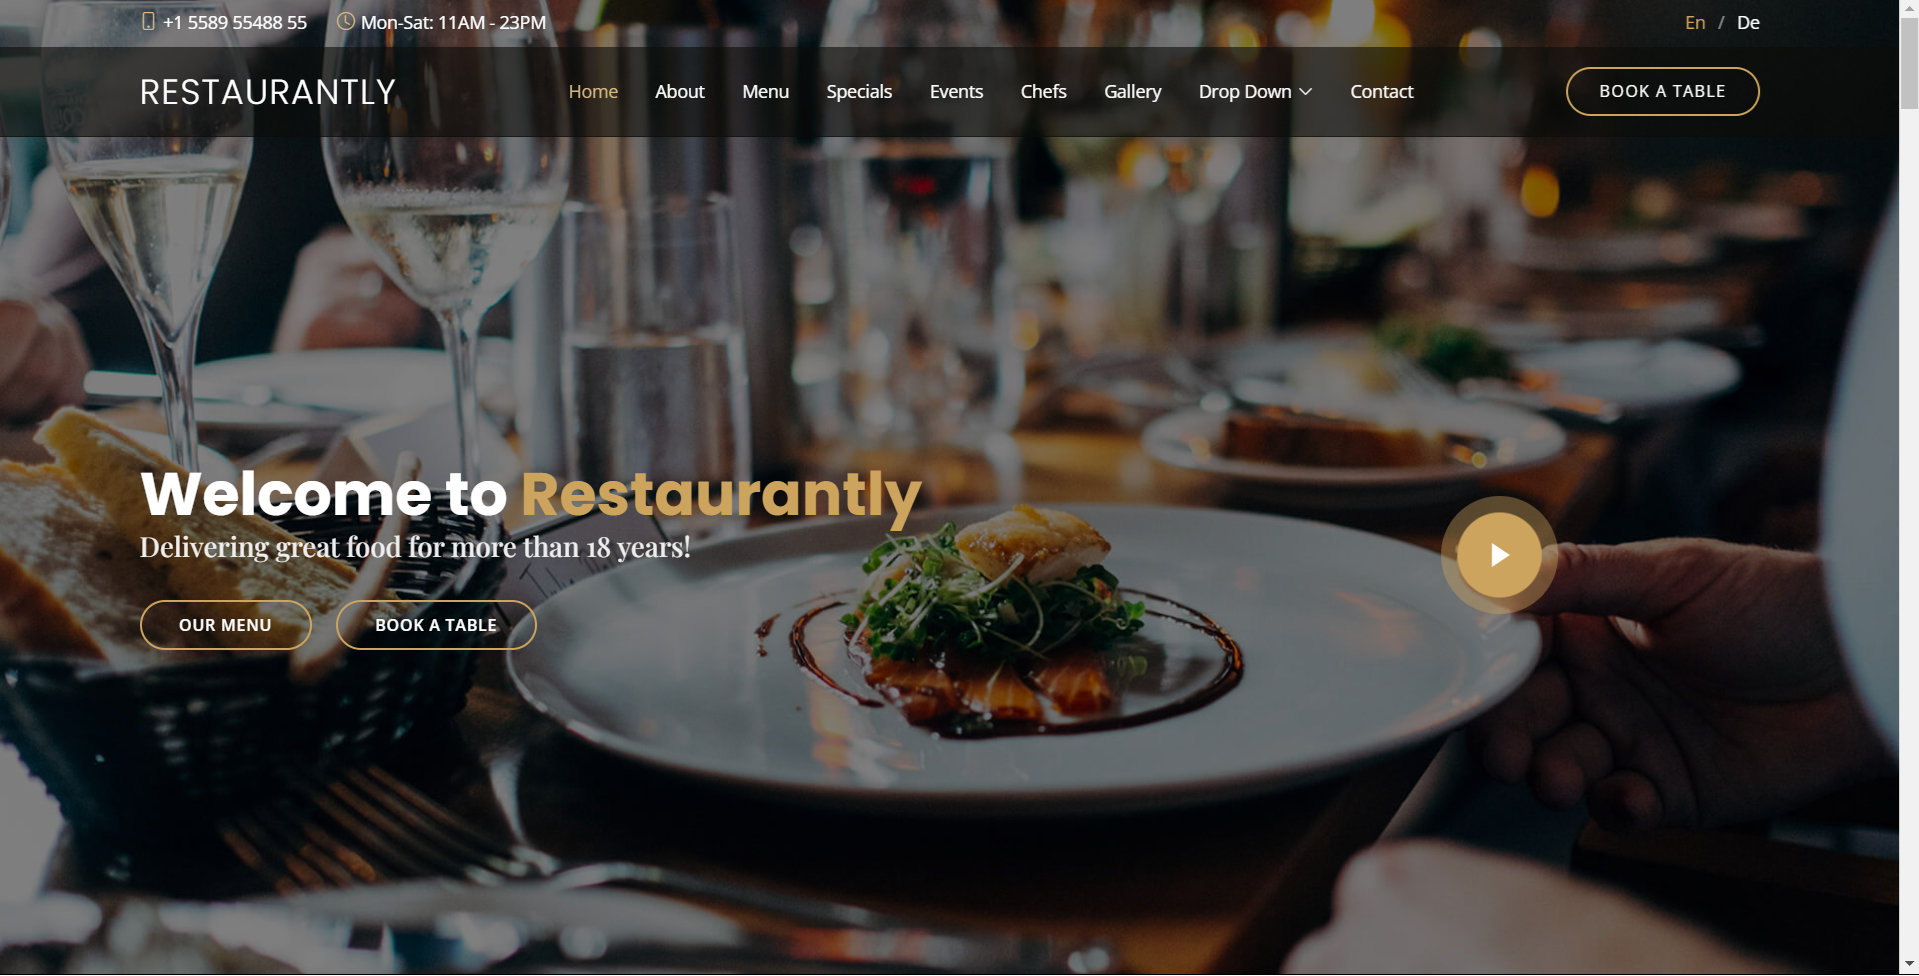 +1 5589 55488 55
Mon-Sat: 11AM - 23PM
En / De
RESTAURANTLY
Home
About
Menu
Specials
Events
Chefs
Gallery
Drop Down
Contact
BOOK A TABLE
Welcome to Restaurantly
Delivering great food for more than 18 years!
OUR MENU
BOOK A TABLE